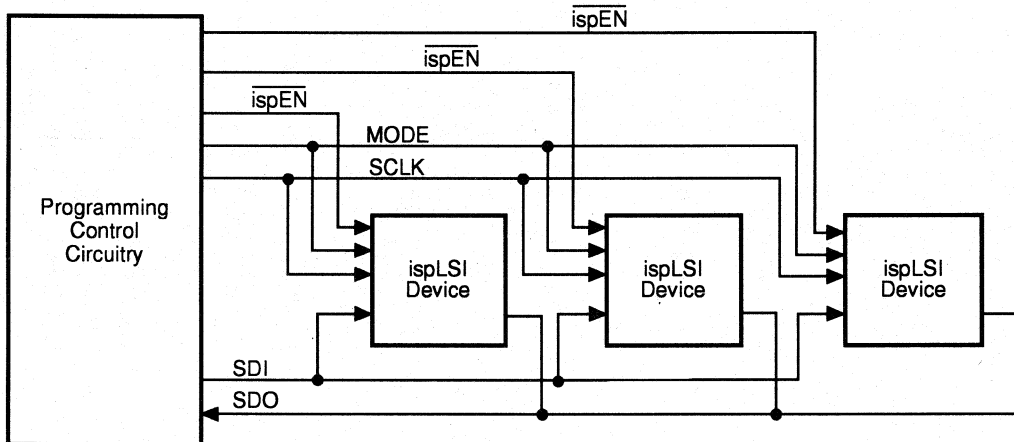 ispEN
ispEN
ispEN
MODE
SCLK
Programming
Control
Circuitry
ispLSI
Device
ispLSI
Device
ispLSI
Device
SDI
SDO